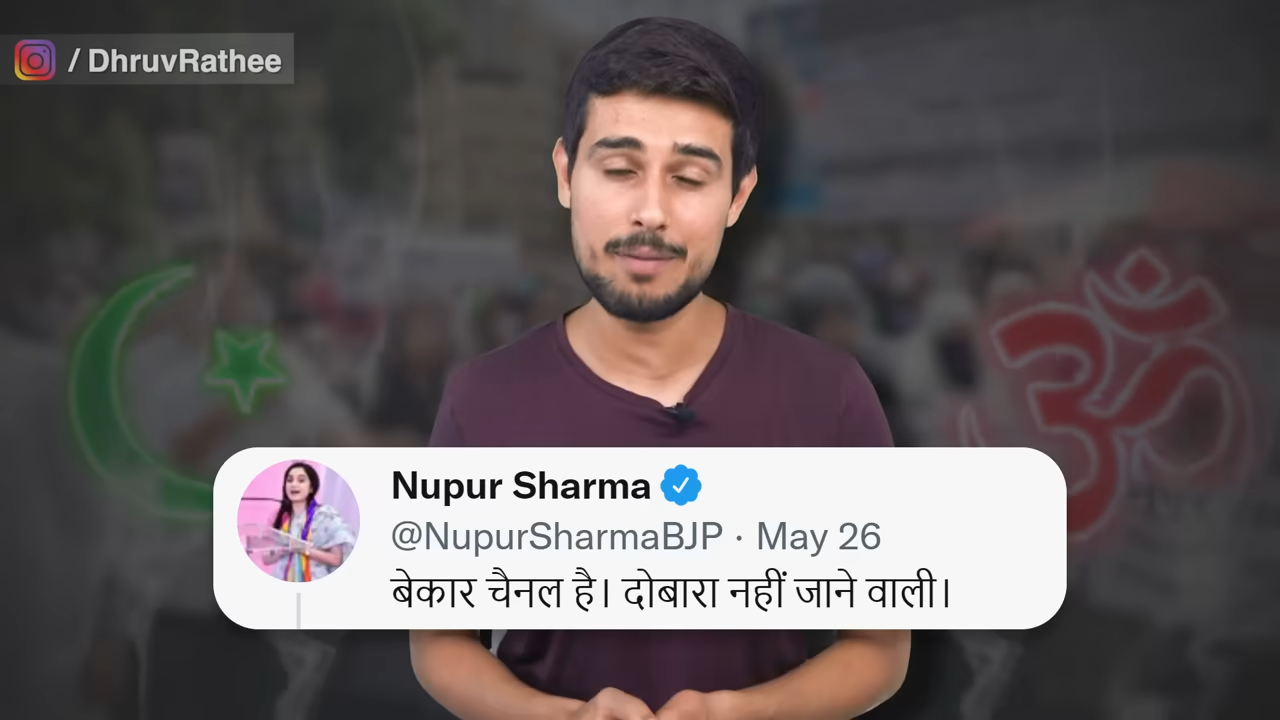 / DhruvRathee
Nupur Sharma
@NupurSharmaBJP · May 26
बेकार चैनल है। दोबारा नहीं जाने वाली।
ॐ